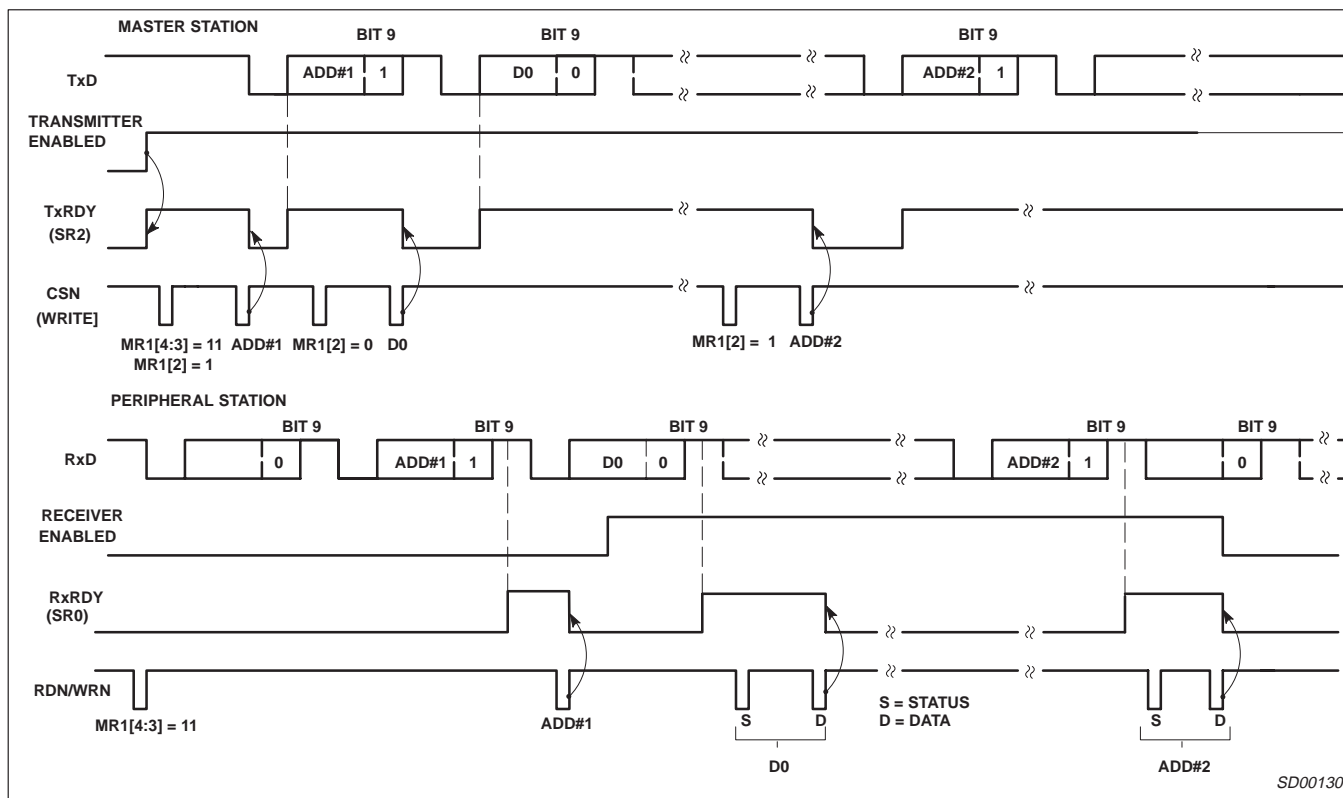 MASTER STATION
BIT 9 BIT 9 BIT 9
TxD ADD#1 1 D0 0 ADD#2 1
TRANSMITTER
ENABLED
TxRDY
(SR2)
CSN
(WRITE]
MR1[4:3] = 11 ADD#1 MR1[2] = 0 D0 MR1[2] = 1 ADD#2
MR1[2] = 1
PERIPHERAL STATION
BIT 9 BIT 9 BIT 9 BIT 9 BIT 9
RxD 0 ADD#1 1 D0 0 ADD#2 1 0
RECEIVER
ENABLED
RxRDY
(SR0)
RDN/WRN
MR1[4:3] = 11 ADD#1 S D S = STATUS S D
D = DATA
D0 ADD#2
SD00130